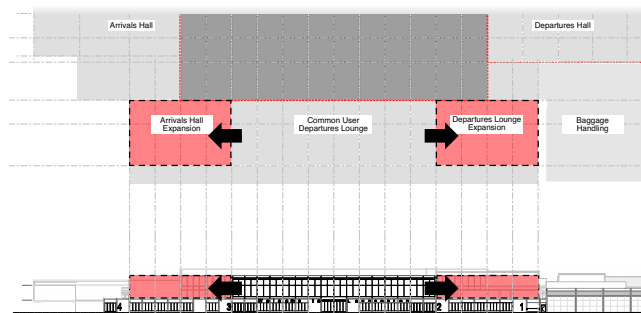 Arrivals Hall
Departures Hall
Arrivals Hall
Expansion
Common User
Departures Lounge
Departures Lounge
Expansion
Baggage
Handling
4
3
2
1